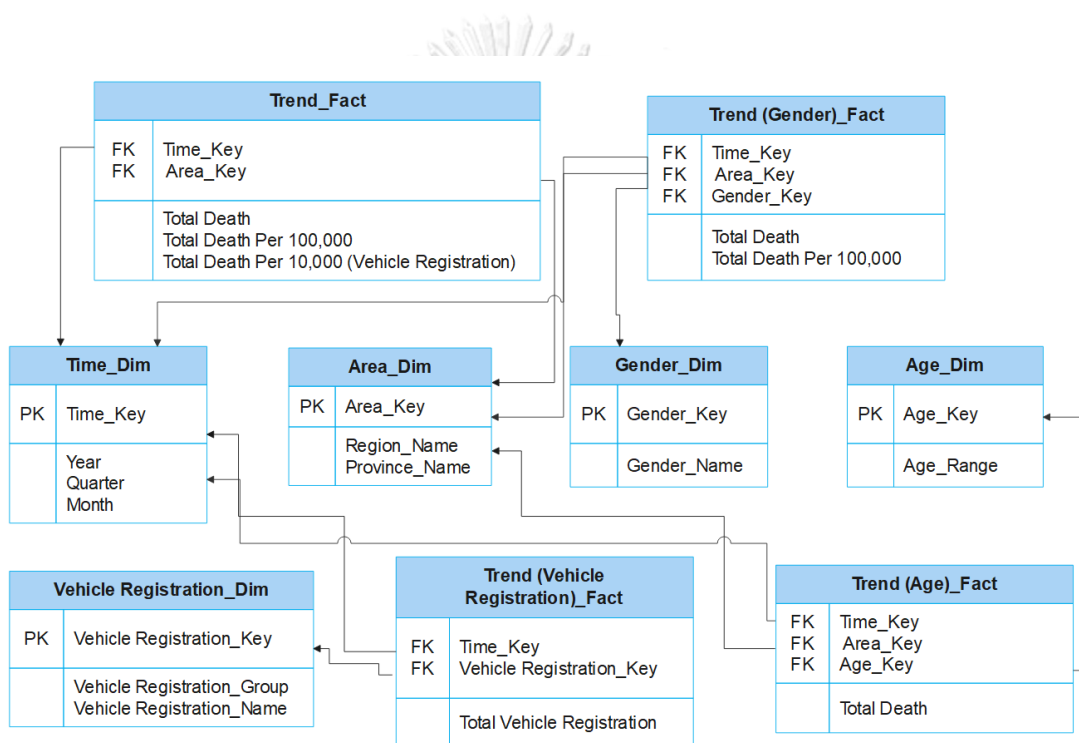 Trend_Fact
FK Time_Key
FK Area_Key
Total Death
Total Death Per 100,000
Total Death Per 10,000 (Vehicle Registration)
Trend (Gender)_Fact
FK Time_Key
FK Area_Key
FK Gender_Key
Total Death
Total Death Per 100,000
Time_Dim
PK Time_Key
Year
Quarter
Month
Area_Dim
PK Area_Key
Region_Name
Province_Name
Gender_Dim
PK Gender_Key
Gender_Name
Age_Dim
PK Age_Key
Age_Range
Vehicle Registration_Dim
PK Vehicle Registration_Key
Vehicle Registration_Group
Vehicle Registration_Name
Trend (Vehicle
Registration)_Fact
FK Time_Key
FK Vehicle Registration_Key
Total Vehicle Registration
Trend (Age)_Fact
FK Time_Key
FK Area_Key
FK Age_Key
Total Death